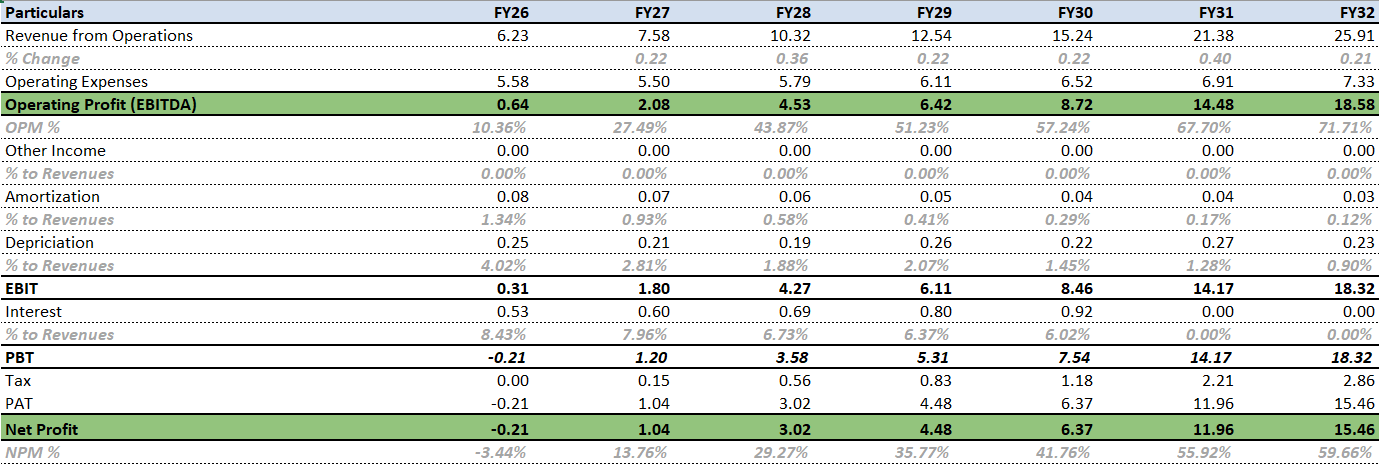 Particulars FY26 FY27 FY28 FY29 FY30 FY31 FY32
Revenue from Operations 6.23 7.58 10.32 12.54 15.24 21.38 25.91
% Change 0.22 0.36 0.22 0.22 0.40 0.21
Operating Expenses 5.58 5.50 5.79 6.11 6.52 6.91 7.33
Operating Profit (EBITDA) 0.64 2.08 4.53 6.42 8.72 14.48 18.58
OPM % 10.36% 27.49% 43.87% 51.23% 57.24% 67.70% 71.71%
Other Income 0.00 0.00 0.00 0.00 0.00 0.00 0.00
% to Revenues 0.00% 0.00% 0.00% 0.00% 0.00% 0.00% 0.00%
Amortization 0.08 0.07 0.06 0.05 0.04 0.04 0.03
% to Revenues 1.34% 0.93% 0.58% 0.41% 0.29% 0.17% 0.12%
Depriciation 0.25 0.21 0.19 0.26 0.22 0.27 0.23
% to Revenues 4.02% 2.81% 1.88% 2.07% 1.45% 1.28% 0.90%
EBIT 0.31 1.80 4.27 6.11 8.46 14.17 18.32
Interest 0.53 0.60 0.69 0.80 0.92 0.00 0.00
% to Revenues 8.43% 7.96% 6.73% 6.37% 6.02% 0.00% 0.00%
PBT -0.21 1.20 3.58 5.31 7.54 14.17 18.32
Tax 0.00 0.15 0.56 0.83 1.18 2.21 2.86
PAT -0.21 1.04 3.02 4.48 6.37 11.96 15.46
Net Profit -0.21 1.04 3.02 4.48 6.37 11.96 15.46
NPM % -3.44% 13.76% 29.27% 35.77% 41.76% 55.92% 59.66%